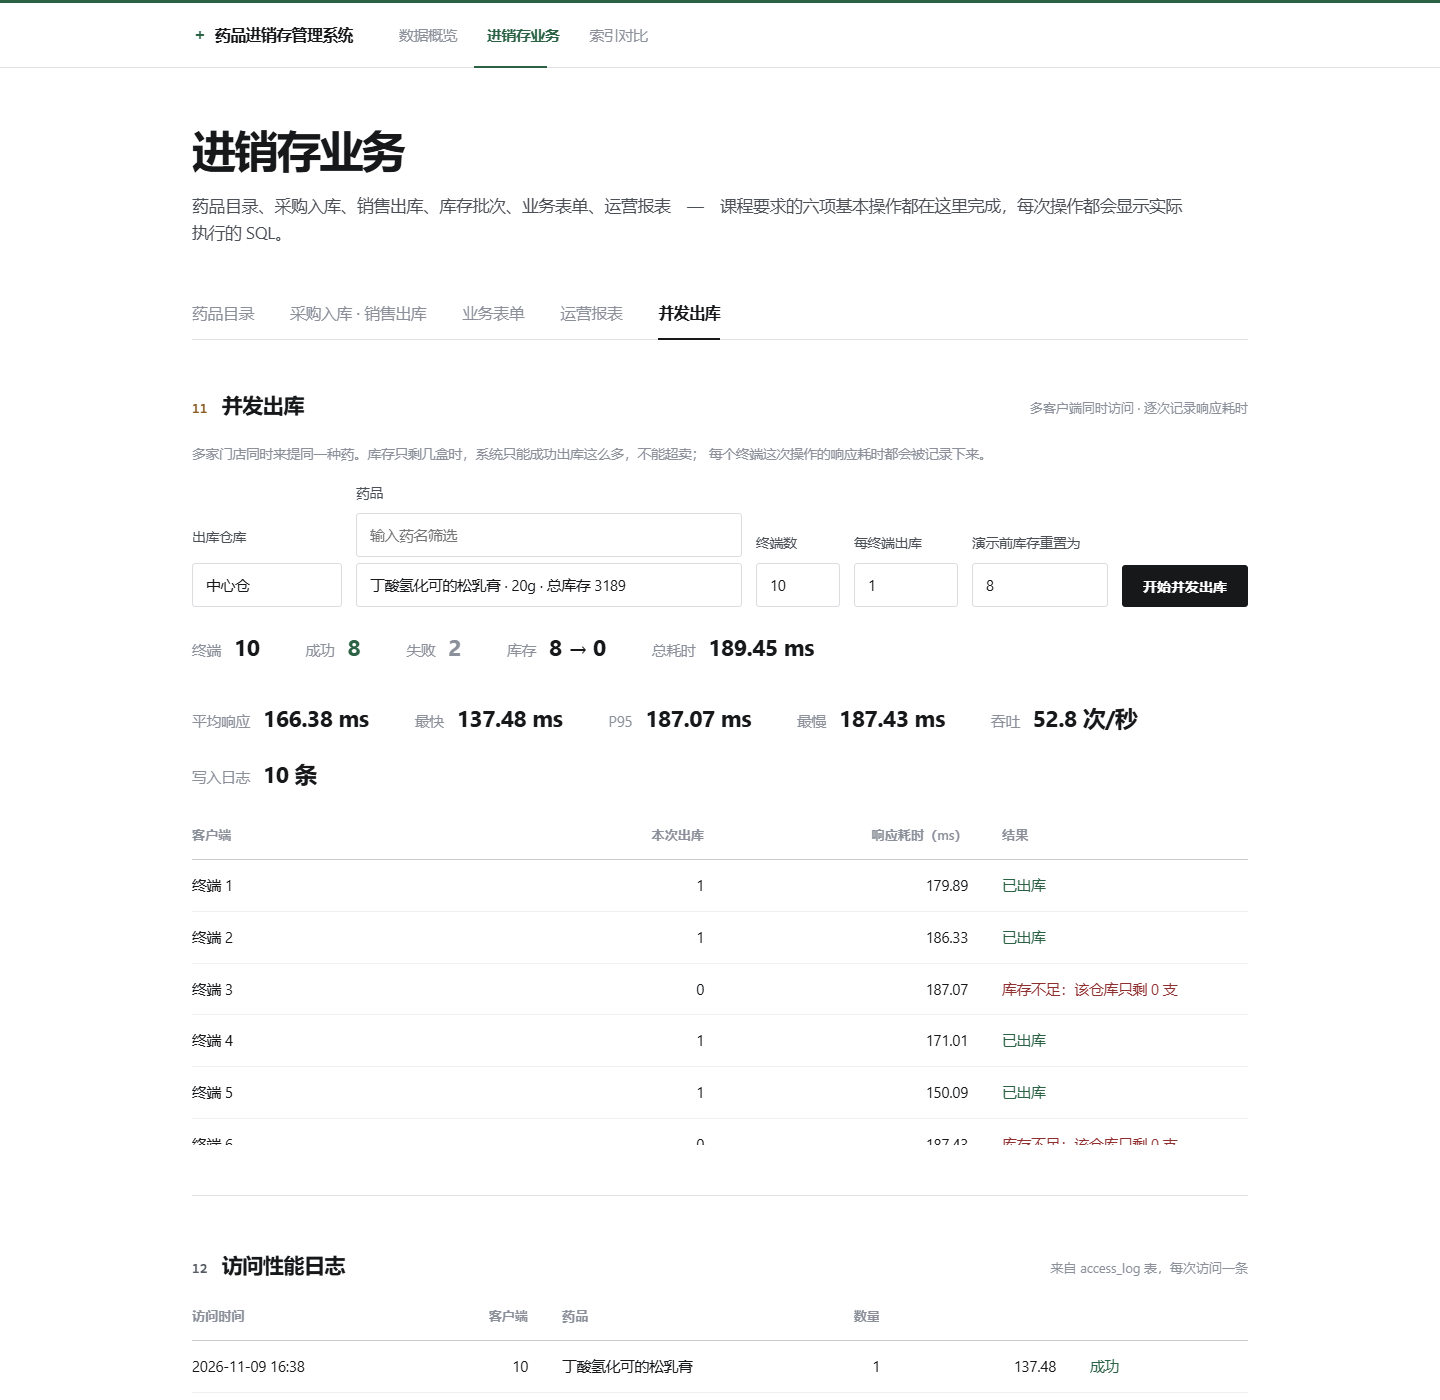 + 药品进销存管理系统 数据概览 进销存业务 索引对比
进销存业务
药品目录、采购入库、销售出库、库存批次、业务表单、运营报表 — 课程要求的六项基本操作都在这里完成，每次操作都会显示实际
执行的 SQL。
药品目录 采购入库 · 销售出库 业务表单 运营报表 并发出库
11 并发出库 多客户端同时访问 · 逐次记录响应耗时
多家门店同时来提同一种药。库存只剩几盒时，系统只能成功出库这么多，不能超卖； 每个终端这次操作的响应耗时都会被记录下来。
出库仓库 药品 终端数 每终端出库 演示前库存重置为
输入药名筛选
中心仓 丁酸氢化可的松乳膏 · 20g · 总库存 3189 10 1 8 开始并发出库
终端 10 成功 8 失败 2 库存 8 → 0 总耗时 189.45 ms
平均响应 166.38 ms 最快 137.48 ms P95 187.07 ms 最慢 187.43 ms 吞吐 52.8 次/秒
写入日志 10 条
客户端 本次出库 响应耗时（ms） 结果
终端 1 1 179.89 已出库
终端 2 1 186.33 已出库
终端 3 0 187.07 库存不足：该仓库只剩 0 支
终端 4 1 171.01 已出库
终端 5 1 150.09 已出库
终端 6 0 187.43 库存不足：该仓库只剩 0 支
12 访问性能日志 来自 access_log 表，每次访问一条
访问时间 客户端 药品 数量
2026-11-09 16:38 10 丁酸氢化可的松乳膏 1 137.48 成功